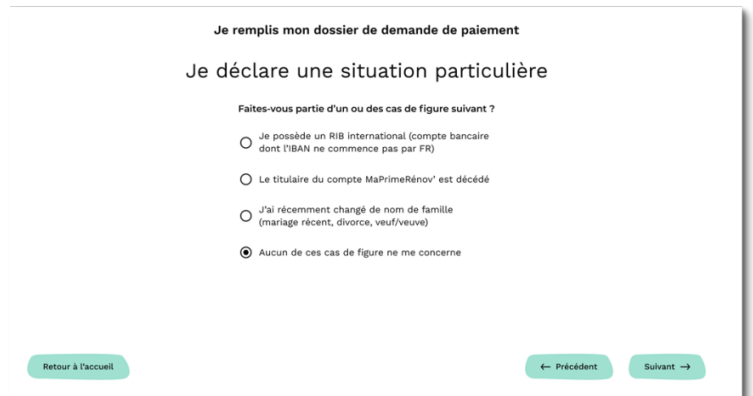 Je remplis mon dossier de demande de paiement
Je déclare une situation particulière
Faites-vous partie d'un ou des cas de figure suivant ?
Je possède un RIB international (compte bancaire
dont l'IBAN ne commence pas par FR)
Le titulaire du compte MaPrimeRénov' est décédé
J'ai récemment changé de nom de famille
(mariage récent, divorce, veuf/veuve)
Aucun de ces cas de figure ne me concerne
Retour à l'accueil
← Précédent
Suivant →